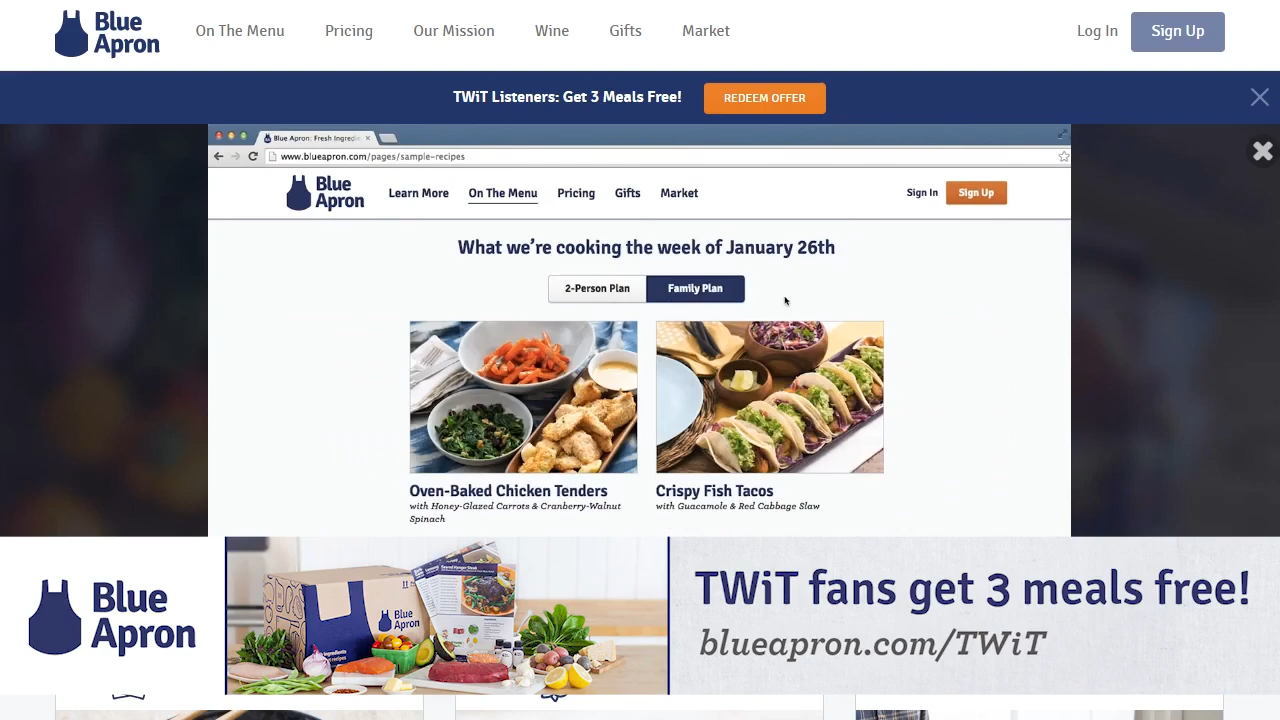 Blue Apron
On The Menu Pricing Our Mission Wine Gifts Market Log In Sign Up
TWiT Listeners: Get 3 Meals Free! REDEEM OFFER
Blue Apron: Fresh Ingredie
www.blueapron.com/pages/sample-recipes
Blue Apron
Learn More On The Menu Pricing Gifts Market Sign In Sign Up
What we're cooking the week of January 26th
2-Person Plan Family Plan
Oven-Baked Chicken Tenders
with Honey-Glazed Carrots & Cranberry-Walnut
Spinach
Crispy Fish Tacos
with Guacamole & Red Cabbage Slaw
Blue
Apron
Blue
Apron
TWiT fans get 3 meals free!
blueapron.com/TWiT